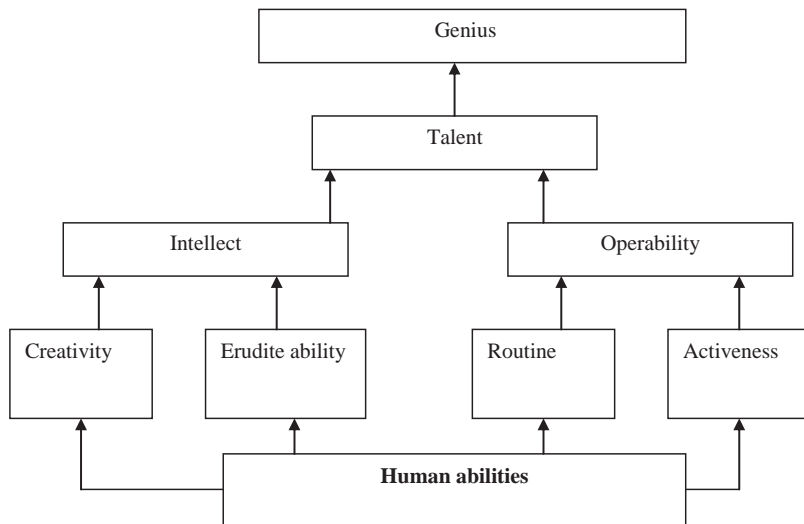 Genius
Talent
Intellect
Operability
Creativity
Erudite ability
Routine
Activeness
Human abilities